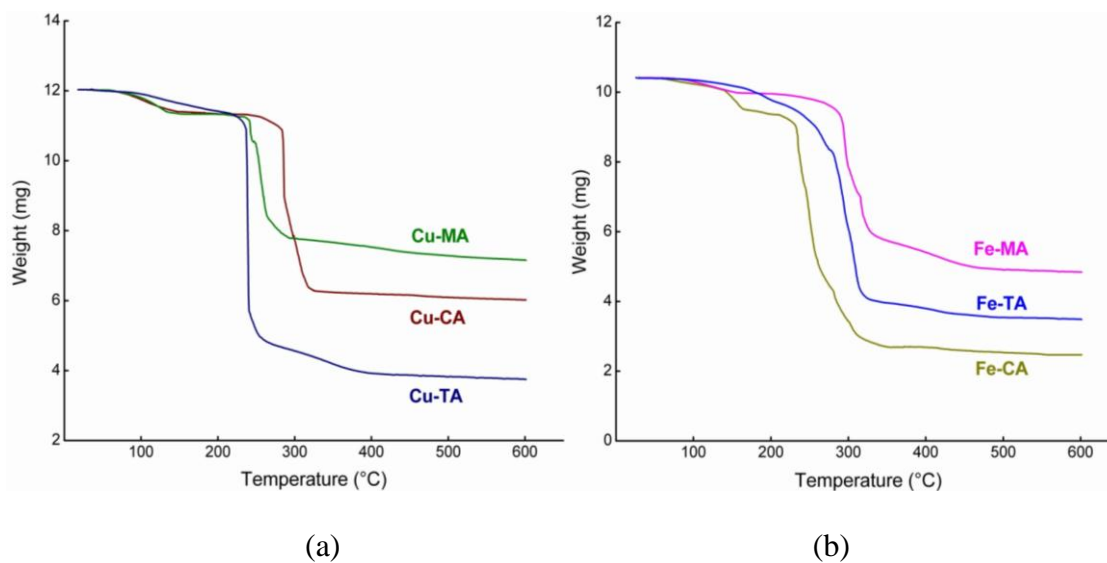 14
12
10
8
6
4
2
Weight (mg)
Cu-MA
Cu-CA
Cu-TA
100
200
300
400
500
600
Temperature (°C)
(a)
12
10
8
6
4
2
0
Weight (mg)
Fe-MA
Fe-TA
Fe-CA
100
200
300
400
500
600
Temperature (°C)
(b)